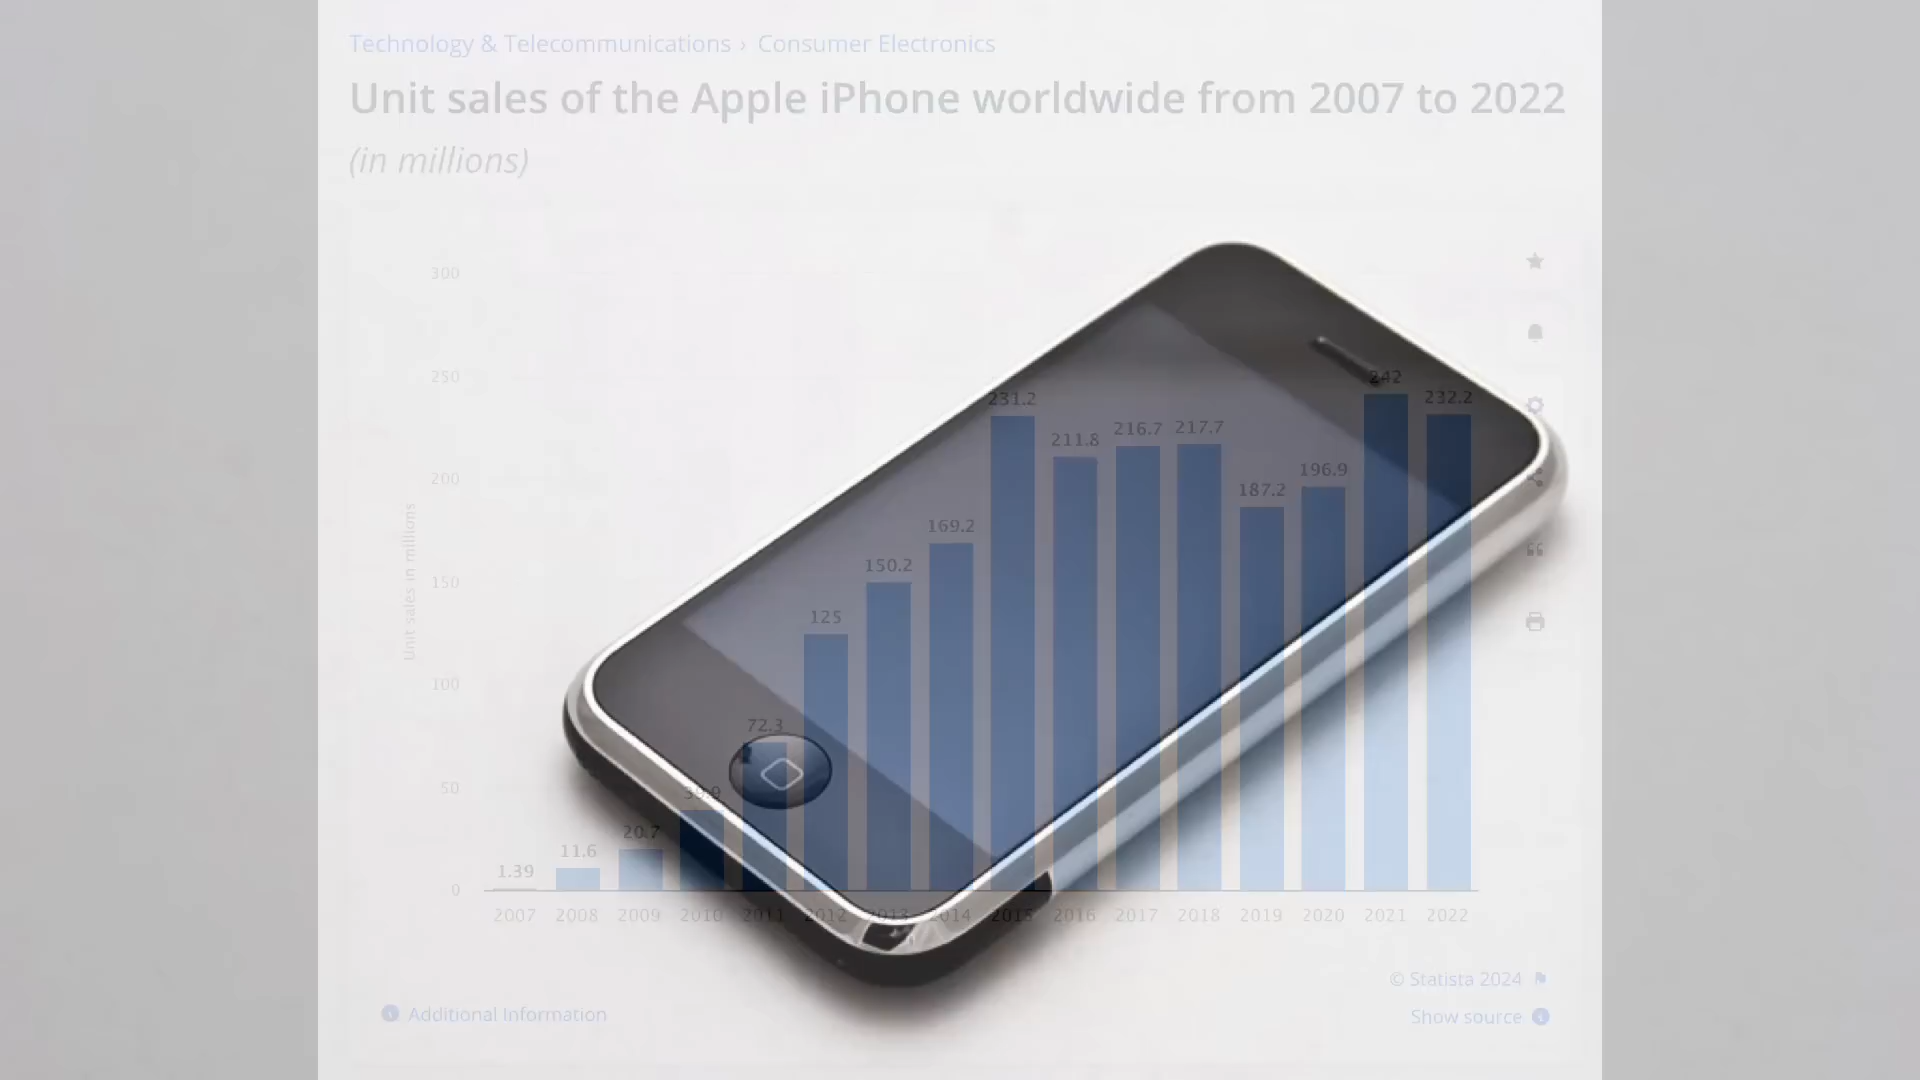 Technology & Telecommunications › Consumer Electronics
Unit sales of the Apple iPhone worldwide from 2007 to 2022
(in millions)
Unit sales in millions
300
250
200
150
100
50
0
1.39
11.6
20.7
39.9
72.3
125
150.2
169.2
231.2
211.8
216.7
217.7
187.2
196.9
242
232.2
2007 2008 2009 2010 2011 2012 2013 2014 2015 2016 2017 2018 2019 2020 2021 2022
© Statista 2024
Additional Information
Show source